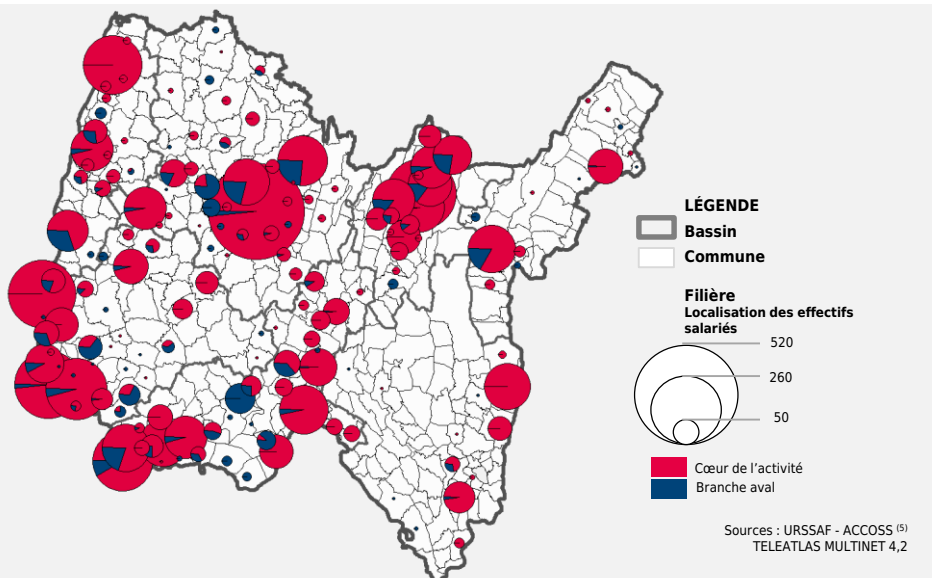 LÉGENDE
Bassin
Commune
Filière
Localisation des effectifs
salariés
520
260
50
Cœur de l’activité
Branche aval
Sources : URSSAF - ACCOSS (5)
TELEATLAS MULTINET 4,2